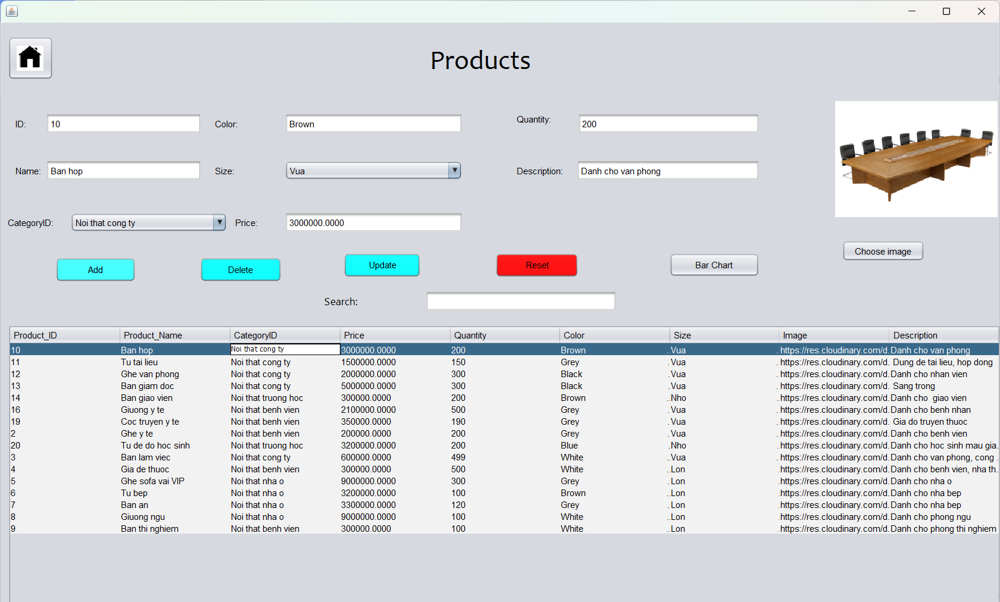 Products
ID: 10 Color: Brown Quantity: 200
Name: Ban hop Size: Vua Description: Danh cho van phong
CategoryID: Noi that cong ty Price: 3000000.0000
Choose image
Add Delete Update Reset Bar Chart
Search:
Product_ID Product_Name CategoryID Price Quantity Color Size Image Description
10 Ban hop Noi that cong ty 3000000.0000 200 Brown ..Vua . https://res.cloudinary.com/d.. Danh cho van phong
11 Tu tai lieu Noi that cong ty 1500000.0000 150 Grey .Vua . https://res.cloudinary.com/d.. Dung de tai lieu, hop dong
12 Ghe van phong Noi that cong ty 2000000.0000 300 Black .Vua . https://res.cloudinary.com/d.. Danh cho nhan vien
13 Ban giam doc Noi that cong ty 5000000.0000 300 Black .Vua . https://res.cloudinary.com/d.. Sang trong
14 Ban giao vien Noi that truong hoc 300000.0000 200 Brown ..Nho . https://res.cloudinary.com/d.. Danh cho giao vien
16 Giuong y te Noi that benh vien 2100000.0000 500 Grey .Vua . https://res.cloudinary.com/d.. Danh cho benh nhan
19 Coc truyen y te Noi that benh vien 350000.0000 190 Grey .Vua . https://res.cloudinary.com/d.. Gia do truyen thuoc
2 Ghe y te Noi that benh vien 200000.0000 200 Grey .Vua . https://res.cloudinary.com/d.. Danh cho benh vien
20 Tu de do hoc sinh Noi that truong hoc 3200000.0000 200 Blue .Nho . https://res.cloudinary.com/d.. Danh cho hoc sinh mau gia..
3 Ban lam viec Noi that cong ty 600000.0000 499 White ..Vua . https://res.cloudinary.com/d.. Danh cho van phong, cong ..
4 Gia de thuoc Noi that benh vien 300000.0000 500 White ..Lon . https://res.cloudinary.com/d.. Danh cho benh vien, nha th..
5 Ghe sofa vai VIP Noi that nha o 9000000.0000 300 Grey .Lon . https://res.cloudinary.com/d.. Danh cho nha o
6 Tu bep Noi that nha o 3200000.0000 100 Brown ..Lon . https://res.cloudinary.com/d.. Danh cho nha bep
7 Ban an Noi that nha o 3300000.0000 120 Grey .Lon . https://res.cloudinary.com/d.. Danh cho nha bep
8 Giuong ngu Noi that nha o 9000000.0000 100 White ..Lon . https://res.cloudinary.com/d.. Danh cho phong ngu
9 Ban thi nghiem Noi that benh vien 300000.0000 100 White ..Lon . https://res.cloudinary.com/d.. Danh cho phong thi nghiem